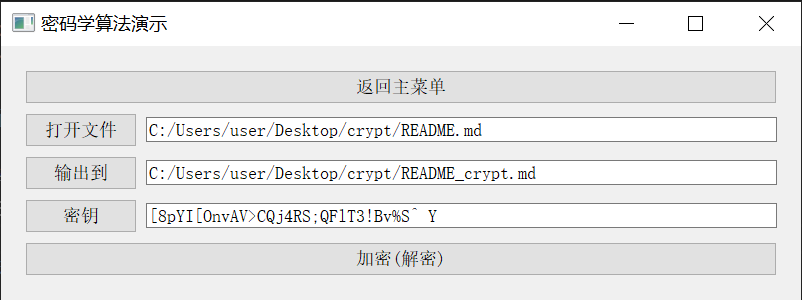 密码学算法演示
返回主菜单
打开文件 C:/Users/user/Desktop/crypt/README.md
输出到 C:/Users/user/Desktop/crypt/README_crypt.md
密钥 [8pYI[OnvAV>CQj4RS;QFlT3!Bv%S^ Y
加密(解密)